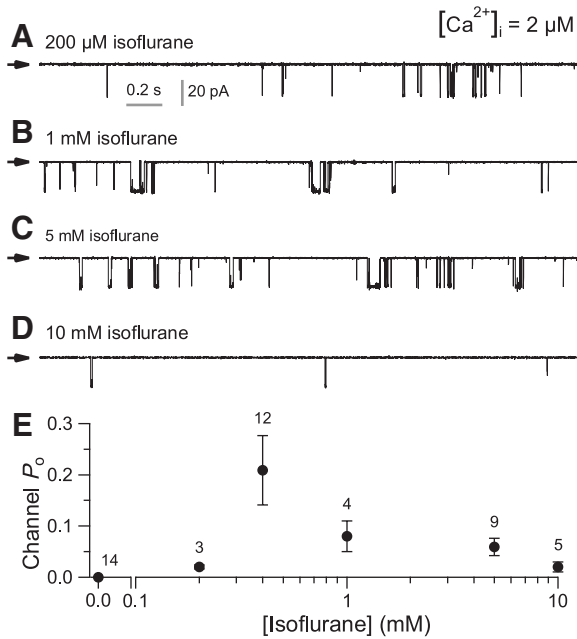 [Ca2+]i = 2 µM
A 200 µM isoflurane
0.2 s 20 pA
B 1 mM isoflurane
C 5 mM isoflurane
D 10 mM isoflurane
E
0.3
12
0.2
Channel Po
4
0.1
9
14
3
5
0.0
0.0 0.1 1 10
[Isoflurane] (mM)